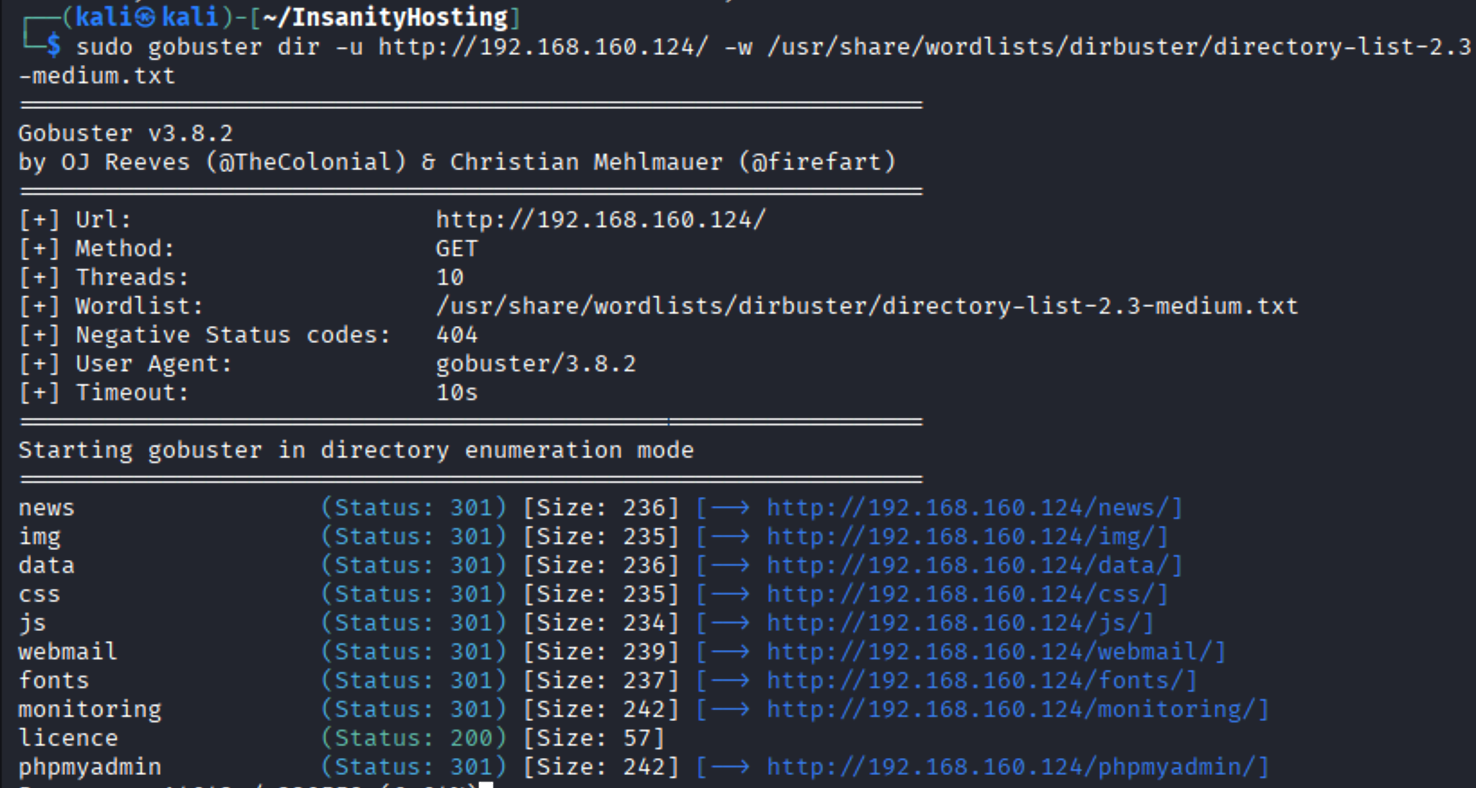 (kali㉿kali)-[~/InsanityHosting]
$ sudo gobuster dir -u http://192.168.160.124/ -w /usr/share/wordlists/dirbuster/directory-list-2.3
-medium.txt
===============================================================
Gobuster v3.8.2
by OJ Reeves (@TheColonial) & Christian Mehlmauer (@firefart)
===============================================================
[+] Url:                     http://192.168.160.124/
[+] Method:                  GET
[+] Threads:                 10
[+] Wordlist:                /usr/share/wordlists/dirbuster/directory-list-2.3-medium.txt
[+] Negative Status codes:   404
[+] User Agent:              gobuster/3.8.2
[+] Timeout:                 10s
===============================================================
Starting gobuster in directory enumeration mode
===============================================================
news                 (Status: 301) [Size: 236] [--> http://192.168.160.124/news/]
img                  (Status: 301) [Size: 235] [--> http://192.168.160.124/img/]
data                 (Status: 301) [Size: 236] [--> http://192.168.160.124/data/]
css                  (Status: 301) [Size: 235] [--> http://192.168.160.124/css/]
js                   (Status: 301) [Size: 234] [--> http://192.168.160.124/js/]
webmail              (Status: 301) [Size: 239] [--> http://192.168.160.124/webmail/]
fonts                (Status: 301) [Size: 237] [--> http://192.168.160.124/fonts/]
monitoring           (Status: 301) [Size: 242] [--> http://192.168.160.124/monitoring/]
licence              (Status: 200) [Size: 57]
phpmyadmin           (Status: 301) [Size: 242] [--> http://192.168.160.124/phpmyadmin/]